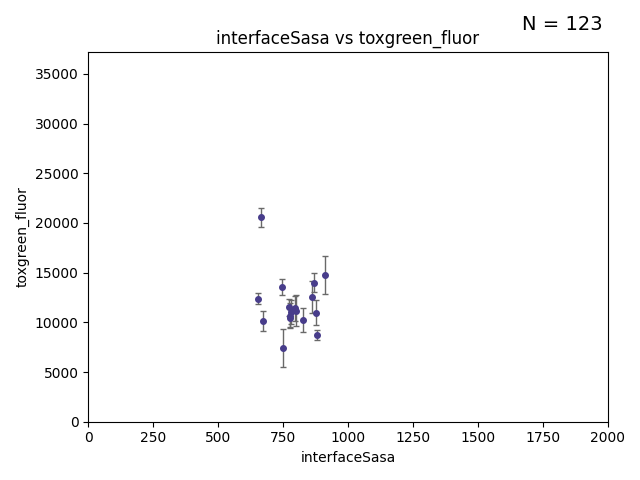 N = 123
interfaceSasa vs toxgreen_fluor
35000
30000
25000
20000
15000
10000
5000
0
toxgreen_fluor
0 250 500 750 1000 1250 1500 1750 2000
interfaceSasa